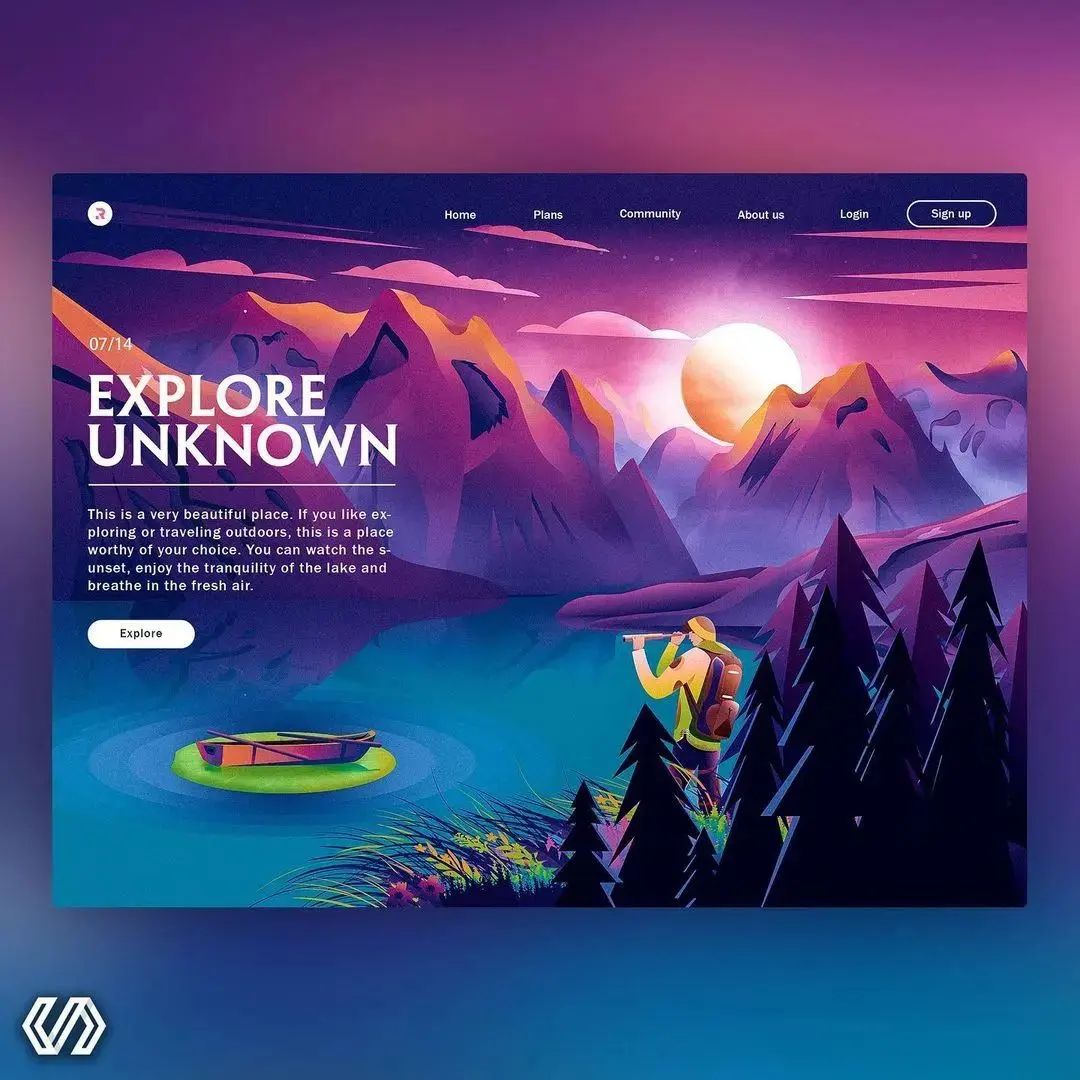 R
Home Plans Community About us Login Sign up
07/14
EXPLORE
UNKNOWN
This is a very beautiful place. If you like ex-
ploring or traveling outdoors, this is a place
worthy of your choice. You can watch the s-
unset, enjoy the tranquility of the lake and
breathe in the fresh air.
Explore